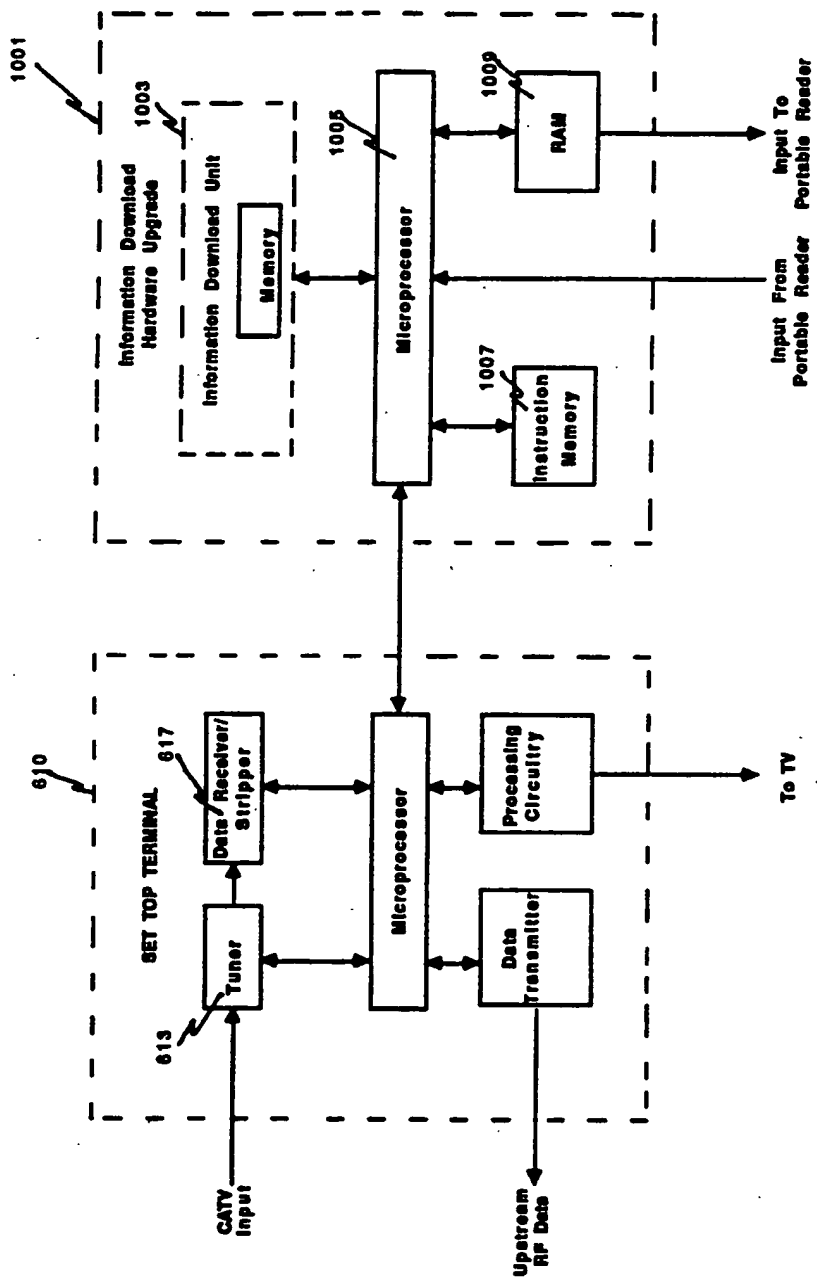 610
SET TOP TERMINAL
613
617
Tuner
Data Receiver/
Stripper
Microprocessor
Data
Transmitter
Processing
Circuitry
CATV
Input
Upstream
RF Data
To TV
1001
Information Download
Hardware Upgrade
1003
Information Download Unit
Memory
1005
Microprocessor
1007
Instruction
Memory
1009
RAM
Input From
Portable Reader
Input To
Portable Reader